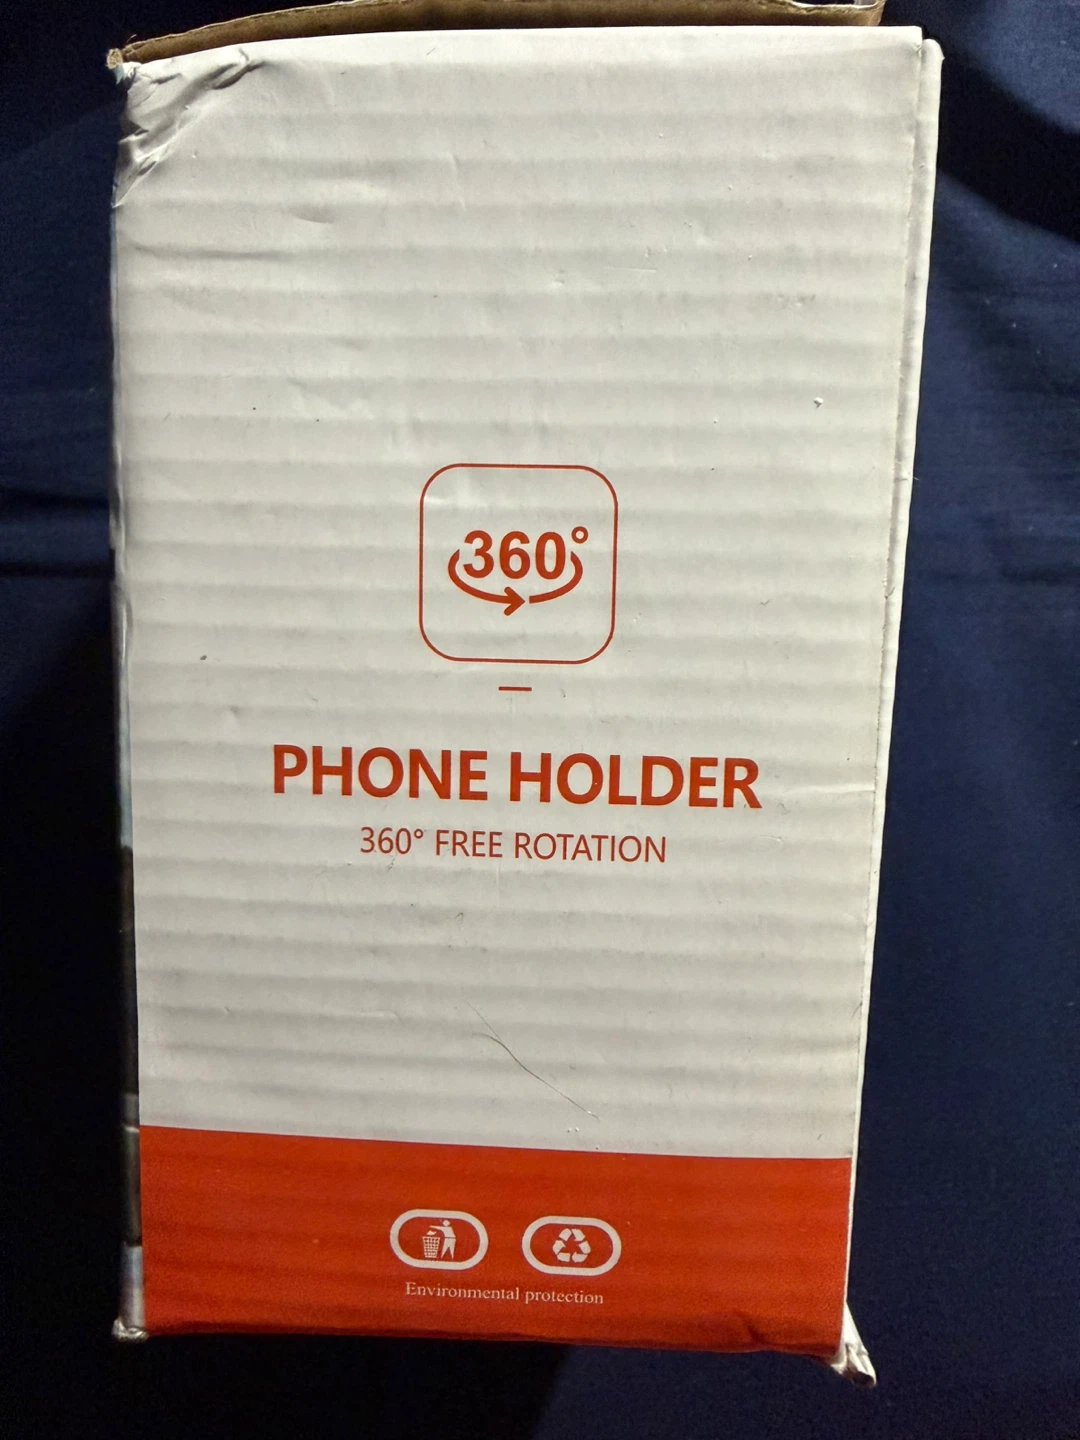 360°
PHONE HOLDER
360° FREE ROTATION
Environmental protection